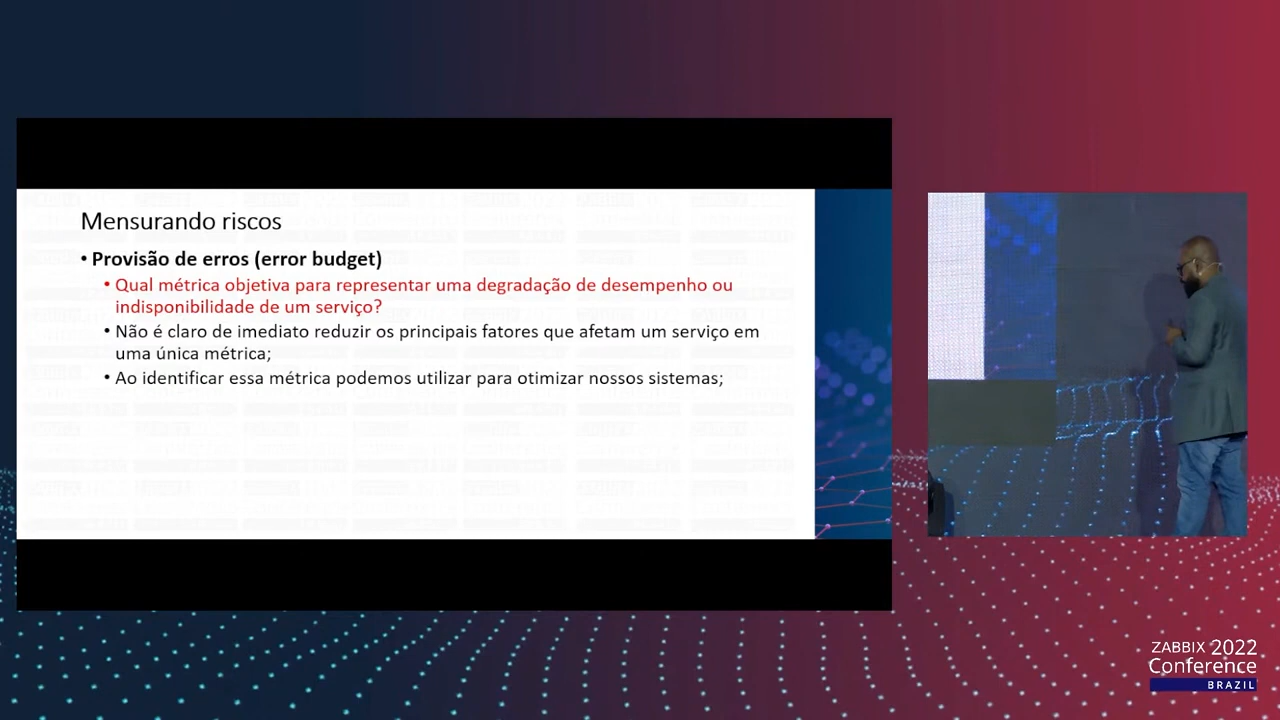 Mensurando riscos
• Provisão de erros (error budget)
• Qual métrica objetiva para representar uma degradação de desempenho ou
indisponibilidade de um serviço?
• Não é claro de imediato reduzir os principais fatores que afetam um serviço em
uma única métrica;
• Ao identificar essa métrica podemos utilizar para otimizar nossos sistemas;
ZABBIX 2022
Conference
BRAZIL